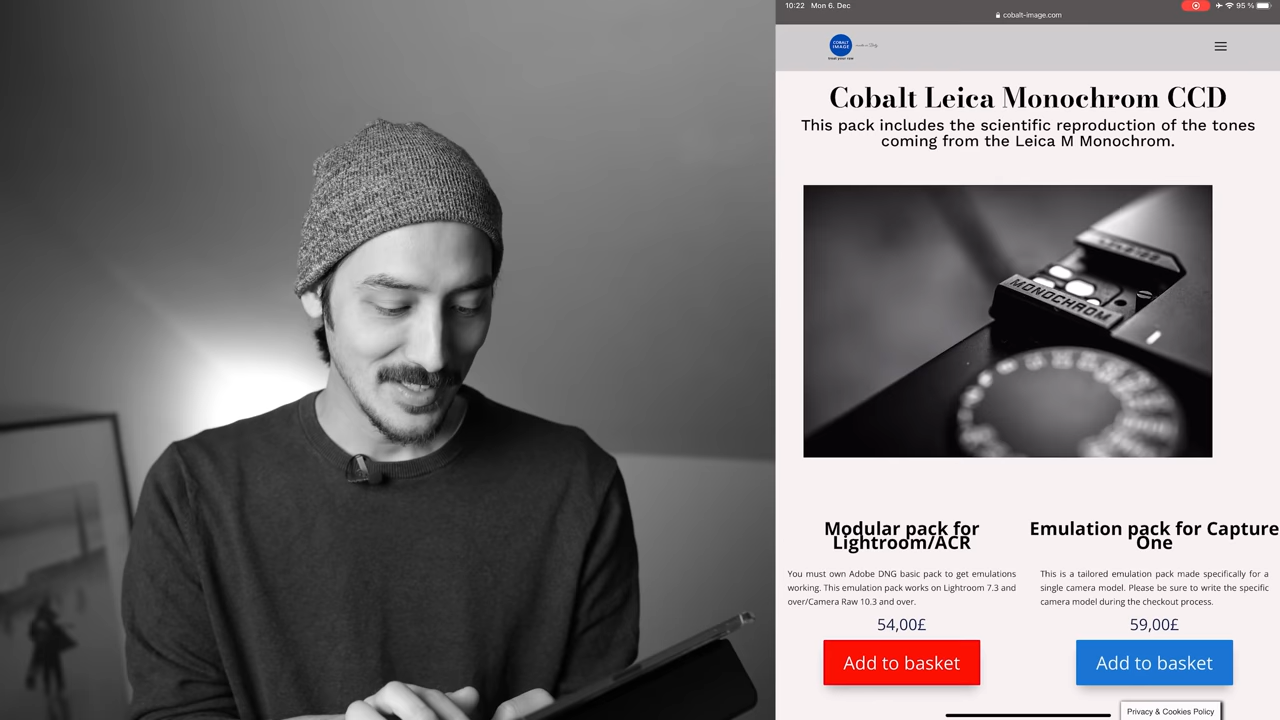 10:22 Mon 6. Dec
95 %
cobalt-image.com
COBALT
IMAGE
treat your raw
Cobalt Leica Monochrom CCD
This pack includes the scientific reproduction of the tones
coming from the Leica M Monochrom.
MONOCHROM
Modular pack for
Lightroom/ACR
You must own Adobe DNG basic pack to get emulations
working. This emulation pack works on Lightroom 7.3 and
over/Camera Raw 10.3 and over.
54,00£
Add to basket
Emulation pack for Capture
One
This is a tailored emulation pack made specifically for a
single camera model. Please be sure to write the specific
camera model during the checkout process.
59,00£
Add to basket
Privacy & Cookies Policy